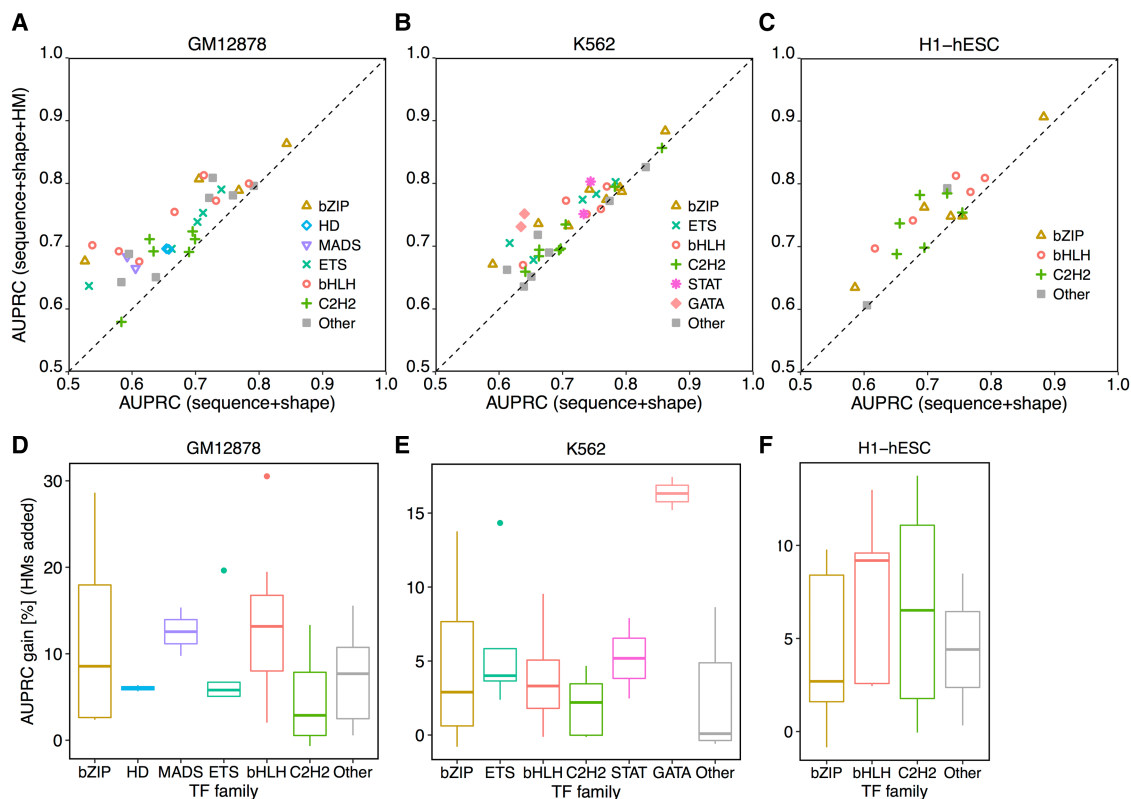 A
GM12878
AUPRC (sequence+shape+HM)
1.0
0.9
0.8
0.7
0.6
0.5
0.5 0.6 0.7 0.8 0.9 1.0
AUPRC (sequence+shape)
bZIP
HD
MADS
ETS
bHLH
C2H2
Other
B
K562
1.0
0.9
0.8
0.7
0.6
0.5
0.5 0.6 0.7 0.8 0.9 1.0
AUPRC (sequence+shape)
bZIP
ETS
bHLH
C2H2
STAT
GATA
Other
C
H1–hESC
1.0
0.9
0.8
0.7
0.6
0.5
0.5 0.6 0.7 0.8 0.9 1.0
AUPRC (sequence+shape)
bZIP
bHLH
C2H2
Other
D
GM12878
AUPRC gain [%] (HMs added)
30
20
10
0
bZIP HD MADS ETS bHLH C2H2 Other
TF family
E
K562
15
10
5
0
bZIP ETS bHLH C2H2 STAT GATA Other
TF family
F
H1–hESC
10
5
0
bZIP bHLH C2H2 Other
TF family